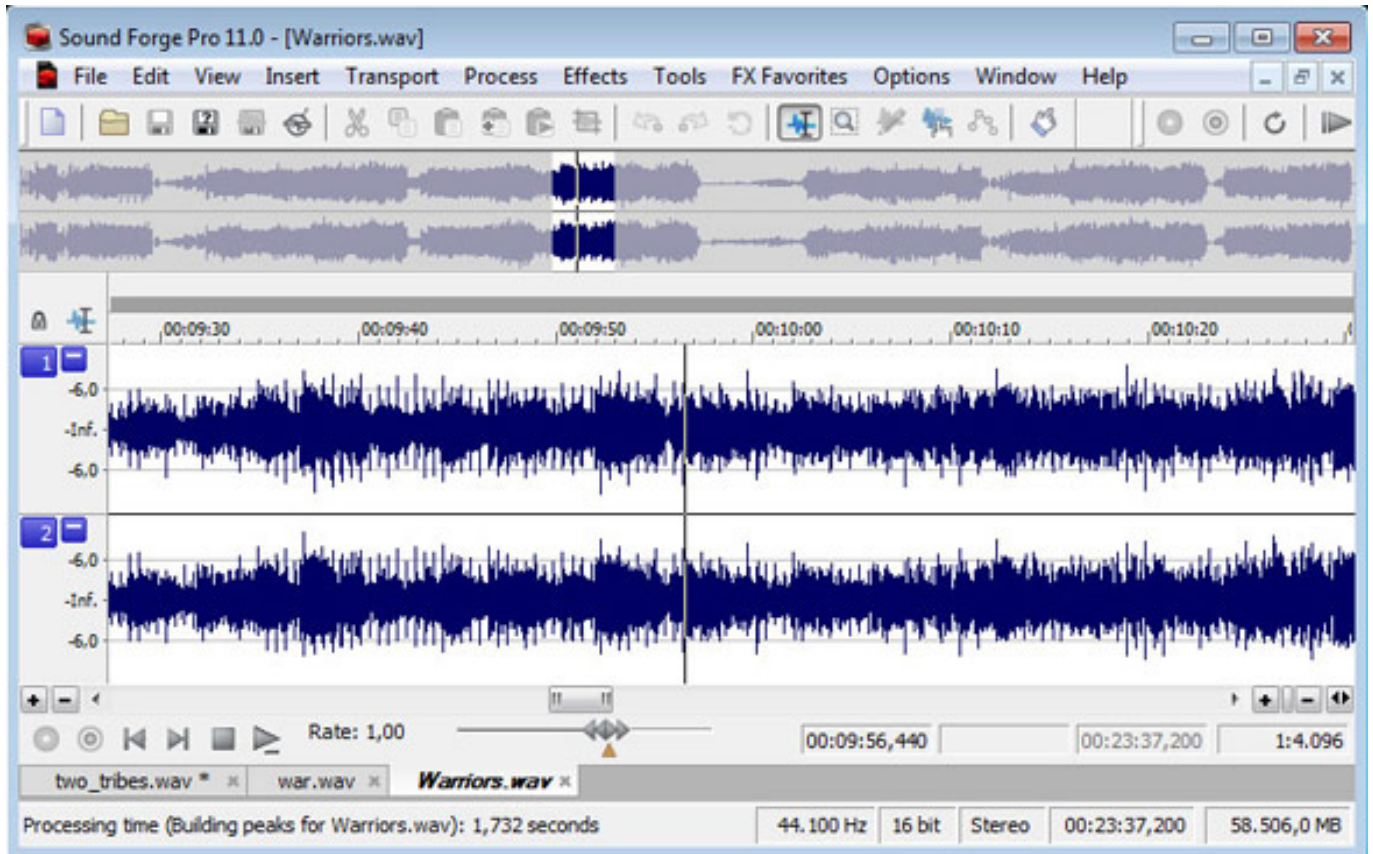 Sound Forge Pro 11.0 - [Warriors.wav]
File Edit View Insert Transport Process Effects Tools FX Favorites Options Window Help
00:09:30 00:09:40 00:09:50 00:10:00 00:10:10 00:10:20
1
-6,0
-Inf.
-6,0
2
-6,0
-Inf.
-6,0
Rate: 1,00 00:09:56,440 00:23:37,200 1:4.096
two_tribes.wav * war.wav Warriors.wav
Processing time (Building peaks for Warriors.wav): 1,732 seconds 44.100 Hz 16 bit Stereo 00:23:37,200 58.506,0 MB